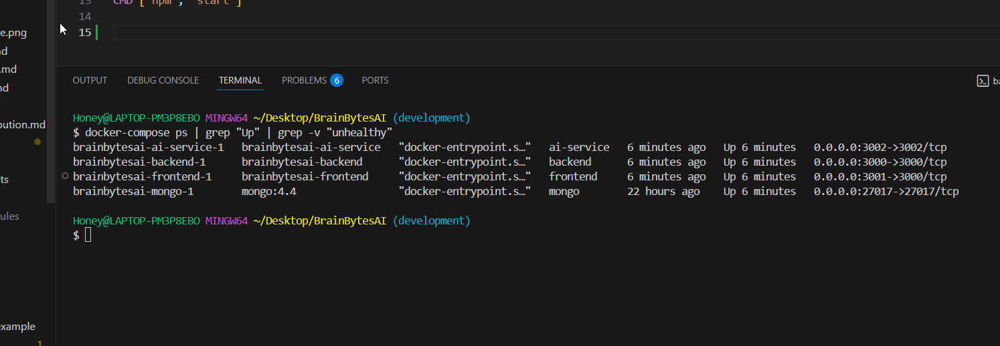 13 CMD ["npm", "start"]
14
e.png
15
d
.md
nd
OUTPUT DEBUG CONSOLE TERMINAL PROBLEMS 6 PORTS
Honey@LAPTOP-PM3P8EBO MINGW64 ~/Desktop/BrainBytesAI (development)
bution.md
$ docker-compose ps | grep "Up" | grep -v "unhealthy"
brainbytesai-ai-service-1 brainbytesai-ai-service "docker-entrypoint.s…" ai-service 6 minutes ago Up 6 minutes 0.0.0.0:3002->3002/tcp
brainbytesai-backend-1 brainbytesai-backend "docker-entrypoint.s…" backend 6 minutes ago Up 6 minutes 0.0.0.0:3000->3000/tcp
ts
brainbytesai-frontend-1 brainbytesai-frontend "docker-entrypoint.s…" frontend 6 minutes ago Up 6 minutes 0.0.0.0:3001->3000/tcp
brainbytesai-mongo-1 mongo:4.4 "docker-entrypoint.s…" mongo 22 hours ago Up 6 minutes 0.0.0.0:27017->27017/tcp
ules
Honey@LAPTOP-PM3P8EBO MINGW64 ~/Desktop/BrainBytesAI (development)
$
example
1
ba